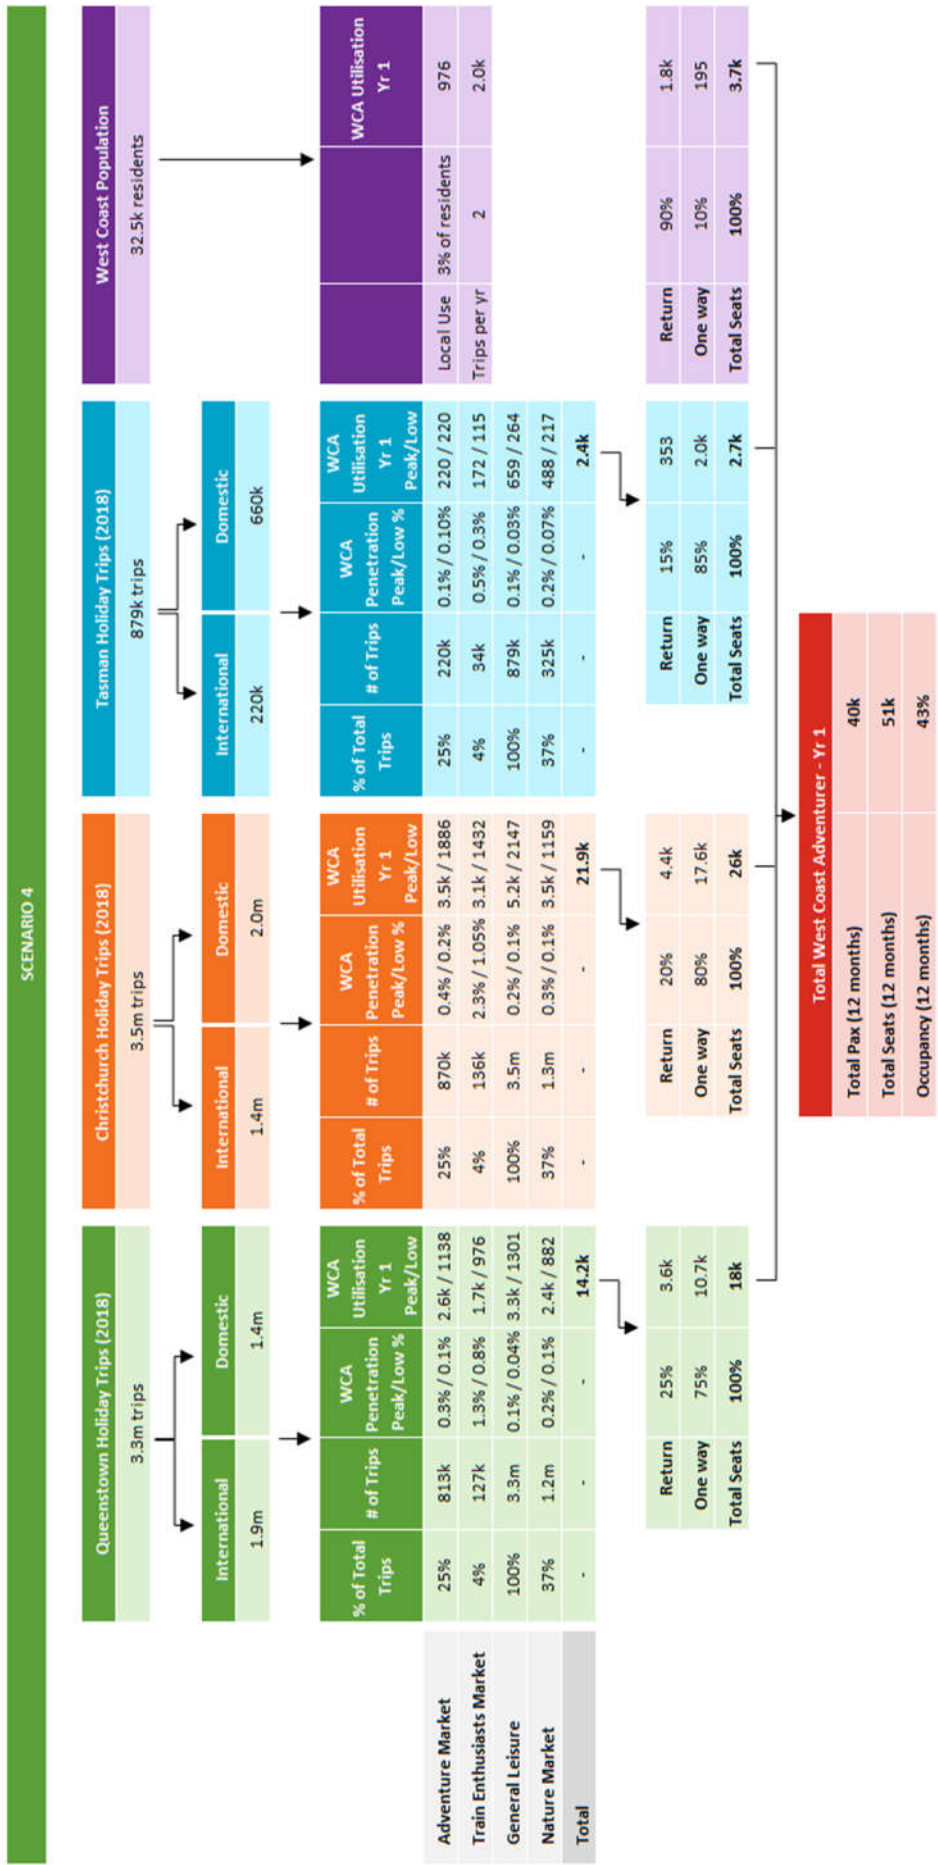 SCENARIO 4
Queenstown Holiday Trips (2018)
3.3m trips
International Domestic
1.9m 1.4m
Christchurch Holiday Trips (2018)
3.5m trips
International Domestic
1.4m 2.0m
Tasman Holiday Trips (2018)
879k trips
International Domestic
220k 660k
West Coast Population
32.5k residents
Adventure Market
Train Enthusiasts Market
General Leisure
Nature Market
Total
% of Total
Trips
# of Trips
WCA
Penetration
Peak/Low %
WCA
Utilisation
Yr 1
Peak/Low
25% 813k 0.3% / 0.1% 2.6k / 1138
4% 127k 1.3% / 0.8% 1.7k / 976
100% 3.3m 0.1% / 0.04% 3.3k / 1301
37% 1.2m 0.2% / 0.1% 2.4k / 882
- - - 14.2k
% of Total
Trips
# of Trips
WCA
Penetration
Peak/Low %
WCA
Utilisation
Yr 1
Peak/Low
25% 870k 0.4% / 0.2% 3.5k / 1886
4% 136k 2.3% / 1.05% 3.1k / 1432
100% 3.5m 0.2% / 0.1% 5.2k / 2147
37% 1.3m 0.3% / 0.1% 3.5k / 1159
- - - 21.9k
% of Total
Trips
# of Trips
WCA
Penetration
Peak/Low %
WCA
Utilisation
Yr 1
Peak/Low
25% 220k 0.1% / 0.10% 220 / 220
4% 34k 0.5% / 0.3% 172 / 115
100% 879k 0.1% / 0.03% 659 / 264
37% 325k 0.2% / 0.07% 488 / 217
- - - 2.4k
WCA Utilisation
Yr 1
Local Use 3% of residents 976
Trips per yr 2 2.0k
Return 25% 3.6k
One way 75% 10.7k
Total Seats 100% 18k
Return 20% 4.4k
One way 80% 17.6k
Total Seats 100% 26k
Return 15% 353
One way 85% 2.0k
Total Seats 100% 2.7k
Return 90% 1.8k
One way 10% 195
Total Seats 100% 3.7k
Total West Coast Adventurer - Yr 1
Total Pax (12 months) 40k
Total Seats (12 months) 51k
Occupancy (12 months) 43%